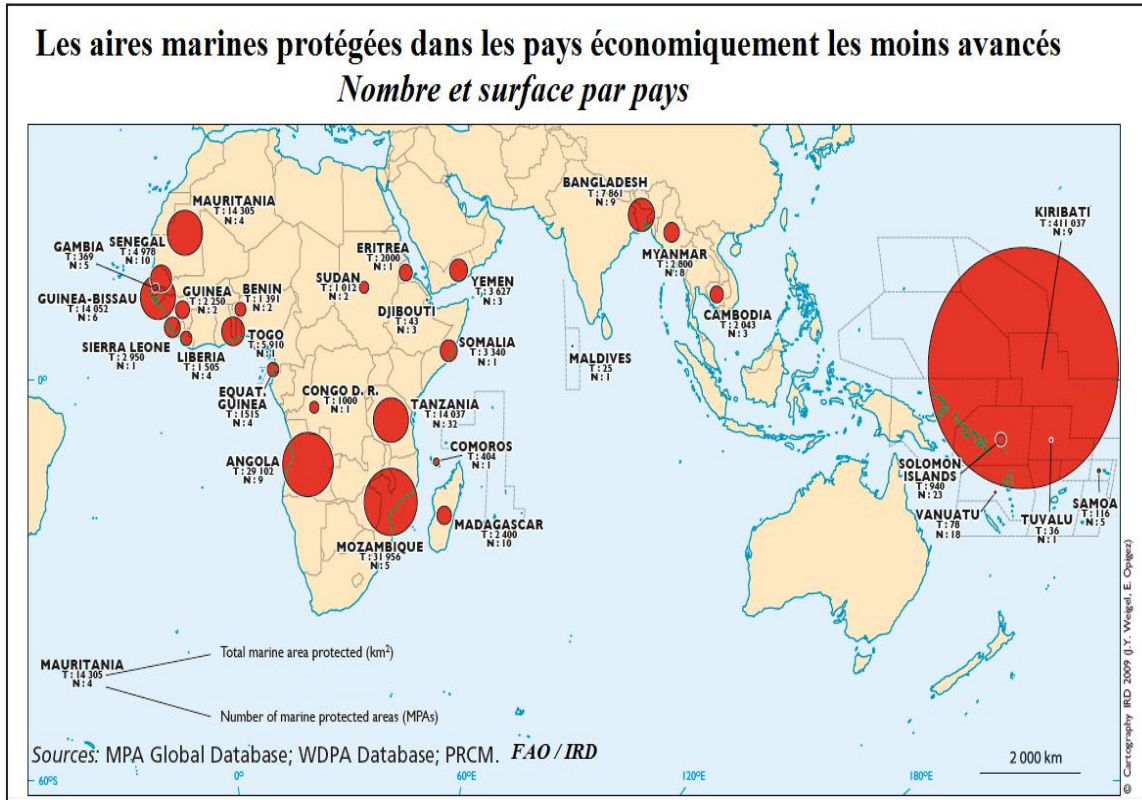 Les aires marines protégées dans les pays économiquement les moins avancés
Nombre et surface par pays
MAURITANIA
T: 14 305
N: 4
SENEGAL
T: 4 978
N: 10
GAMBIA
T: 369
N: 5
GUINEA-BISSAU
T: 14 052
N: 6
GUINEA
T: 2 250
N: 2
BENIN
T: 1 391
N: 2
SIERRA LEONE
T: 2 950
N: 1
LIBERIA
T: 1 505
N: 4
TOGO
T: 5 910
N: 1
EQUAT.
GUINEA
T: 1515
N: 4
CONGO D. R.
T: 1000
N: 1
ANGOLA
T: 29 102
N: 9
SUDAN
T: 1 012
N: 2
ERITREA
T: 2000
N: 1
DJIBOUTI
T: 43
N: 3
YEMEN
T: 3 627
N: 3
SOMALIA
T: 3 340
N: 1
TANZANIA
T: 14 037
N: 32
COMOROS
T: 404
N: 1
MADAGASCAR
T: 2 400
N: 10
MOZAMBIQUE
T: 31 956
N: 5
MALDIVES
T: 25
N: 1
BANGLADESH
T: 7 861
N: 9
MYANMAR
T: 2 800
N: 8
CAMBODIA
T: 2 043
N: 3
KIRIBATI
T: 411 037
N: 9
SOLOMON
ISLANDS
T: 940
N: 23
VANUATU
T: 78
N: 18
TUVALU
T: 36
N: 1
SAMOA
T: 116
N: 5
0°
MAURITANIA
T: 14 305
N: 4
Total marine area protected (km²)
Number of marine protected areas (MPAs)
Sources: MPA Global Database; WDPA Database; PRCM. FAO / IRD
60°S
0°
60°E
120°E
180°E
2 000 km
© Cartography IRD 2009 (J.Y. Weigel, E. Opigez)